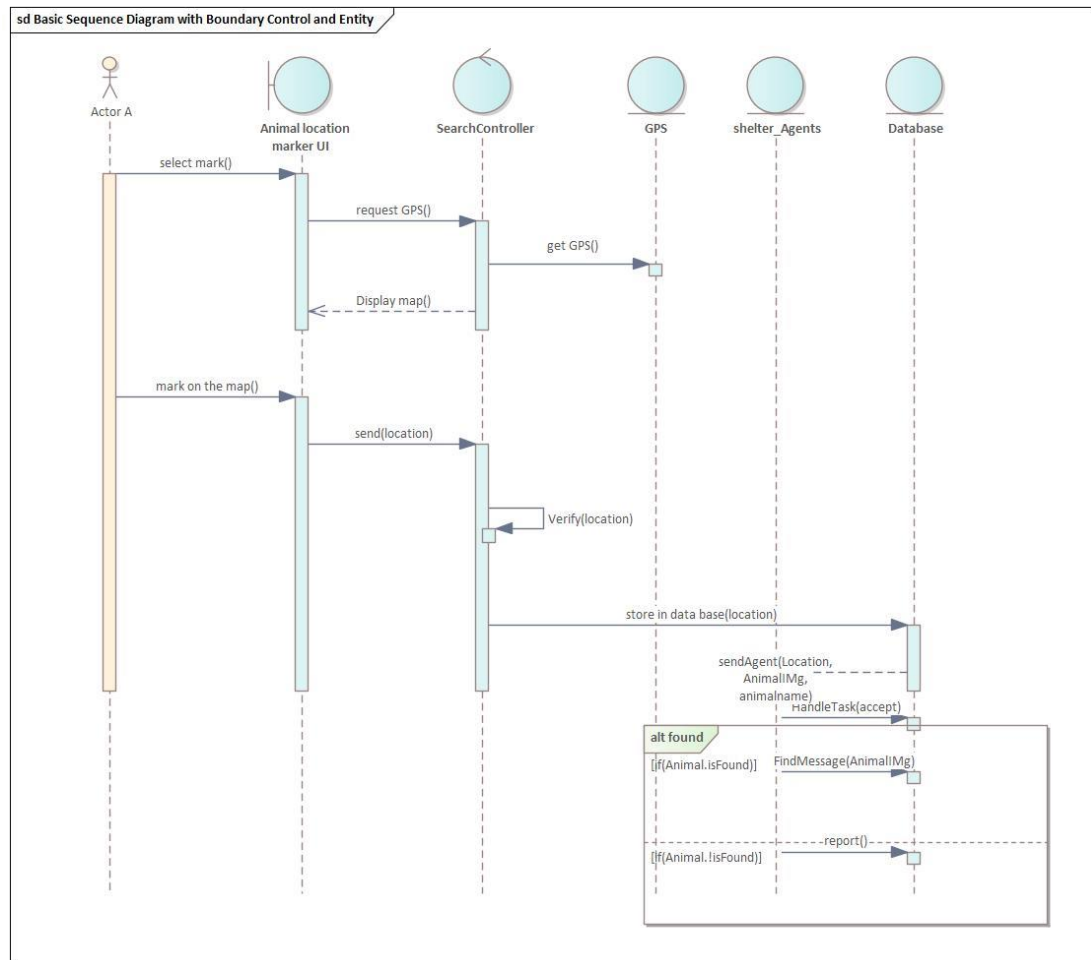 sd Basic Sequence Diagram with Boundary Control and Entity
Actor A
Animal location
marker UI
SearchController
GPS
shelter_Agents
Database
select mark()
request GPS()
get GPS()
Display map()
mark on the map()
send(location)
Verify(location)
store in data base(location)
sendAgent(Location,
AnimalIMg,
animalname)
HandleTask(accept)
alt found
[if(Animal.isFound)]
FindMessage(AnimalIMg)
report()
[if(Animal.!isFound)]